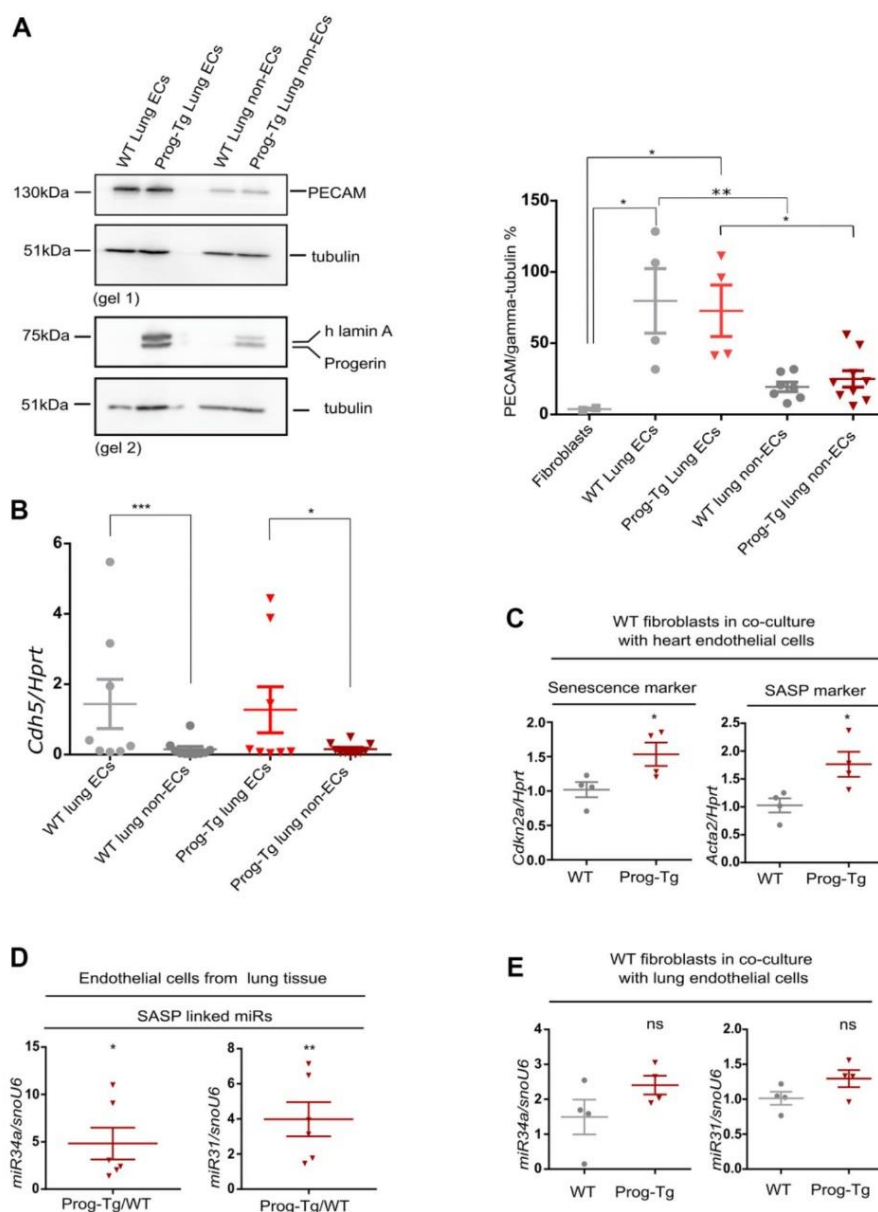 A
WT Lung ECs
Prog-Tg Lung ECs
WT Lung non-ECs
Prog-Tg Lung non-ECs
130kDa
PECAM
51kDa
tubulin
(gel 1)
75kDa
h lamin A
Progerin
51kDa
tubulin
(gel 2)
*
*
**
*
PECAM/gamma-tubulin %
150
100
50
0
Fibroblasts
WT Lung ECs
Prog-Tg Lung ECs
WT lung non-ECs
Prog-Tg lung non-ECs
B
***
*
Cdh5/Hprt
6
4
2
0
WT lung ECs
WT lung non-ECs
Prog-Tg lung ECs
Prog-Tg lung non-ECs
C
WT fibroblasts in co-culture
with heart endothelial cells
Senescence marker
*
Cdkn2a/Hprt
2.0
1.5
1.0
0.5
0.0
WT Prog-Tg
SASP marker
*
Acta2/Hprt
2.5
2.0
1.5
1.0
0.5
0.0
WT Prog-Tg
D
Endothelial cells from lung tissue
SASP linked miRs
*
miR34a/snoU6
15
10
5
0
Prog-Tg/WT
**
miR31/snoU6
8
6
4
2
0
Prog-Tg/WT
E
WT fibroblasts in co-culture
with lung endothelial cells
ns
miR34a/snoU6
4
3
2
1
0
WT Prog-Tg
ns
miR31/snoU6
2.0
1.5
1.0
0.5
0.0
WT Prog-Tg